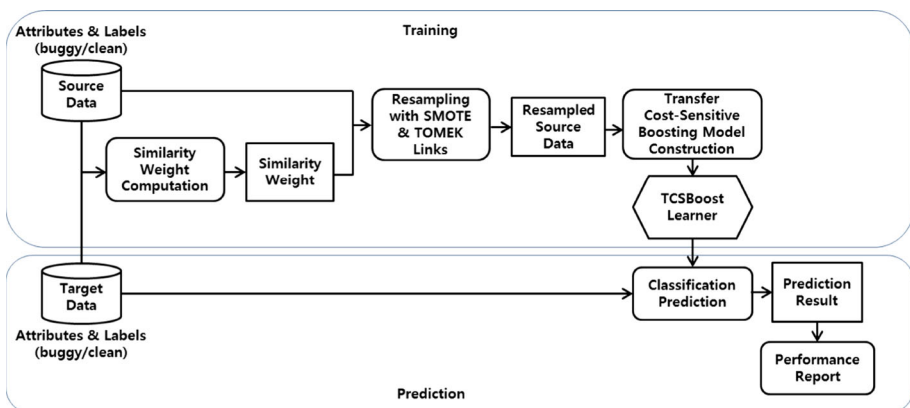 Training
Attributes & Labels
(buggy/clean)
Source
Data
Similarity
Weight
Computation
Similarity
Weight
Resampling
with SMOTE
& TOMEK
Links
Resampled
Source
Data
Transfer
Cost-Sensitive
Boosting Model
Construction
TCSBoost
Learner
Target
Data
Attributes & Labels
(buggy/clean)
Classification
Prediction
Prediction
Result
Performance
Report
Prediction